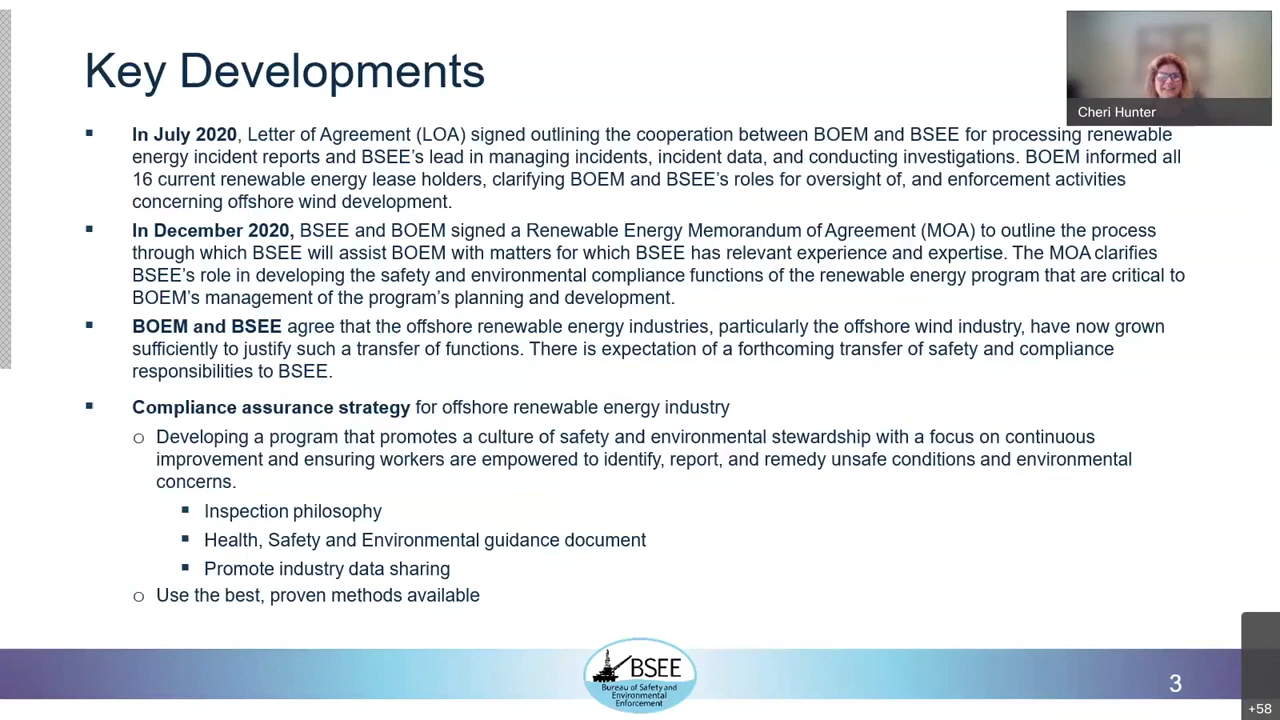 Key Developments
Cheri Hunter
In July 2020, Letter of Agreement (LOA) signed outlining the cooperation between BOEM and BSEE for processing renewable
energy incident reports and BSEE's lead in managing incidents, incident data, and conducting investigations. BOEM informed all
16 current renewable energy lease holders, clarifying BOEM and BSEE's roles for oversight of, and enforcement activities
concerning offshore wind development.
In December 2020, BSEE and BOEM signed a Renewable Energy Memorandum of Agreement (MOA) to outline the process
through which BSEE will assist BOEM with matters for which BSEE has relevant experience and expertise. The MOA clarifies
BSEE's role in developing the safety and environmental compliance functions of the renewable energy program that are critical to
BOEM's management of the program's planning and development.
BOEM and BSEE agree that the offshore renewable energy industries, particularly the offshore wind industry, have now grown
sufficiently to justify such a transfer of functions. There is expectation of a forthcoming transfer of safety and compliance
responsibilities to BSEE.
Compliance assurance strategy for offshore renewable energy industry
Developing a program that promotes a culture of safety and environmental stewardship with a focus on continuous
improvement and ensuring workers are empowered to identify, report, and remedy unsafe conditions and environmental
concerns.
Inspection philosophy
Health, Safety and Environmental guidance document
Promote industry data sharing
Use the best, proven methods available
BSEE
Bureau of Safety and
Environmental
Enforcement
3
+58